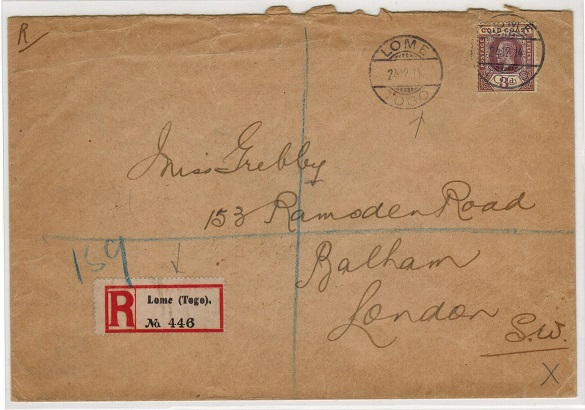 R
LOME
TOGO
GOLD COAST
Miss Grebby
153 Ramsden Road
Balham
London
S.W.
159
R Lome (Togo).
No 446
X